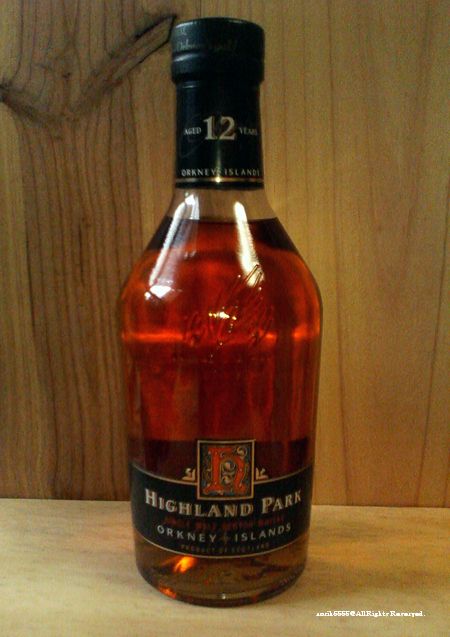 AGED 12 YEARS
ORKNEY ISLANDS
H
HIGHLAND PARK
SINGLE MALT SCOTCH WHISKY
ORKNEY ISLANDS
PRODUCT OF SCOTLAND